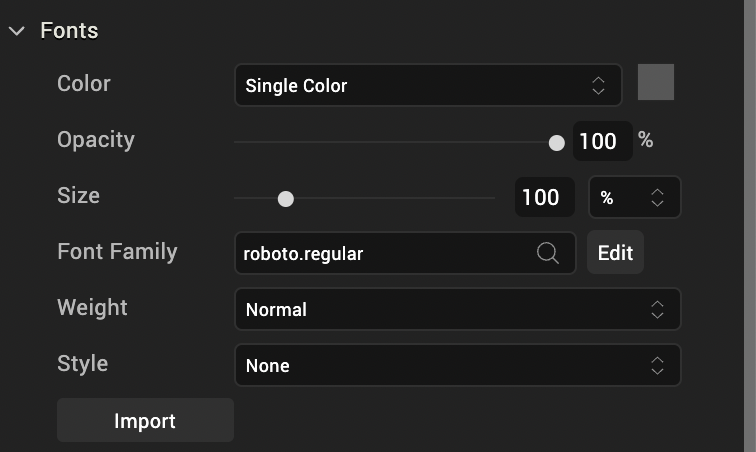 Fonts
Color Single Color
Opacity 100 %
Size 100 %
Font Family roboto.regular Edit
Weight Normal
Style None
Import